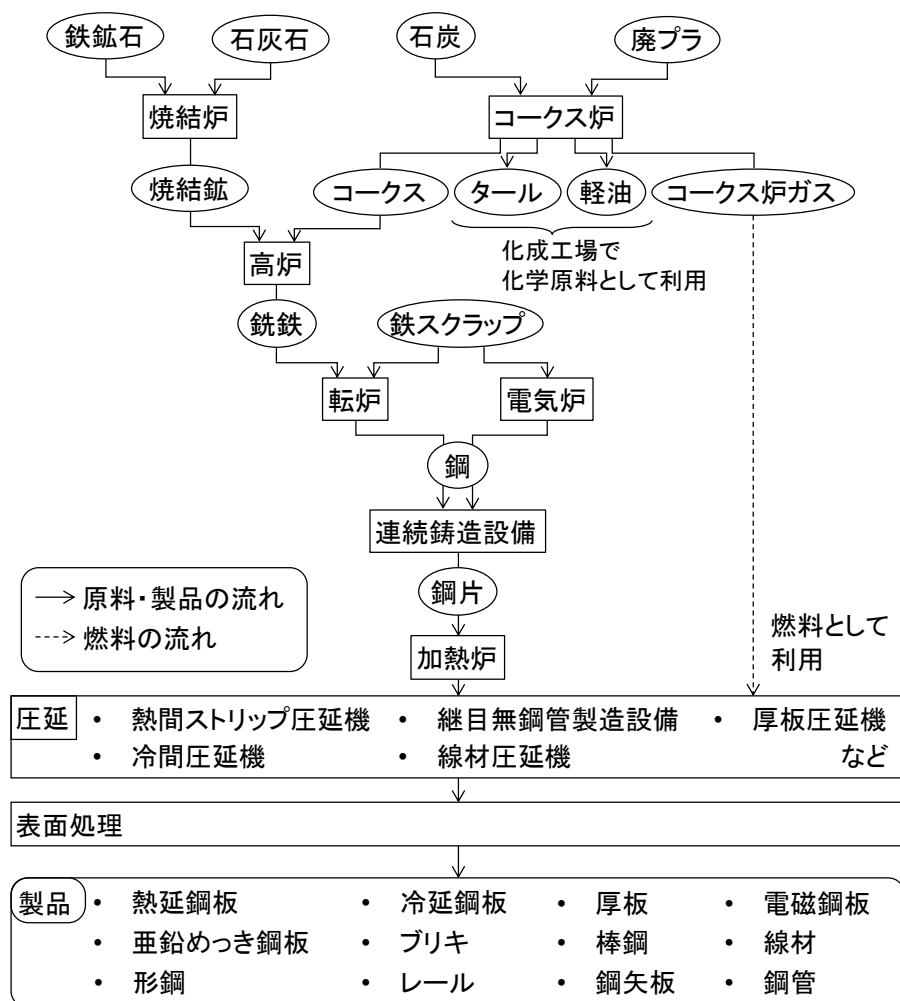 鉄鉱石
石灰石
石炭
廃プラ
焼結炉
コークス炉
焼結鉱
コークス
タール
軽油
コークス炉ガス
化成工場で
化学原料として利用
高炉
銑鉄
鉄スクラップ
転炉
電気炉
鋼
連続鋳造設備
鋼片
→ 原料・製品の流れ
---> 燃料の流れ
加熱炉
燃料として
利用
圧延 ・ 熱間ストリップ圧延機 ・ 継目無鋼管製造設備 ・ 厚板圧延機
・ 冷間圧延機 ・ 線材圧延機 など
表面処理
製品 ・ 熱延鋼板 ・ 冷延鋼板 ・ 厚板 ・ 電磁鋼板
・ 亜鉛めっき鋼板 ・ ブリキ ・ 棒鋼 ・ 線材
・ 形鋼 ・ レール ・ 鋼矢板 ・ 鋼管